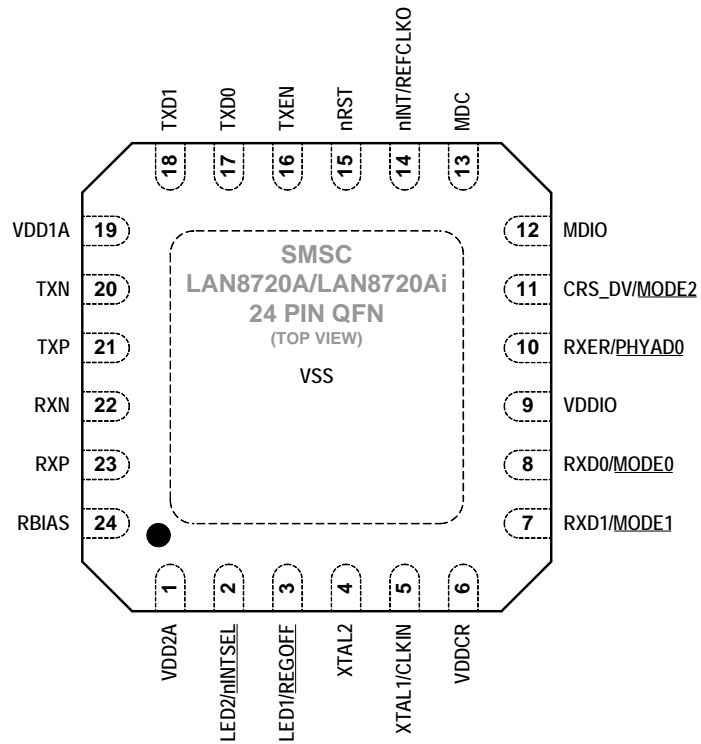 TXD1
TXD0
TXEN
nRST
nINT/REFCLKO
MDC
18
17
16
15
14
13
VDD1A 19
12 MDIO
SMSC
LAN8720A/LAN8720Ai
24 PIN QFN
(TOP VIEW)
VSS
TXN 20
11 CRS_DV/MODE2
TXP 21
10 RXER/PHYAD0
RXN 22
9 VDDIO
RXP 23
8 RXD0/MODE0
RBIAS 24
7 RXD1/MODE1
1
2
3
4
5
6
VDD2A
LED2/nINTSEL
LED1/REGOFF
XTAL2
XTAL1/CLKIN
VDDCR